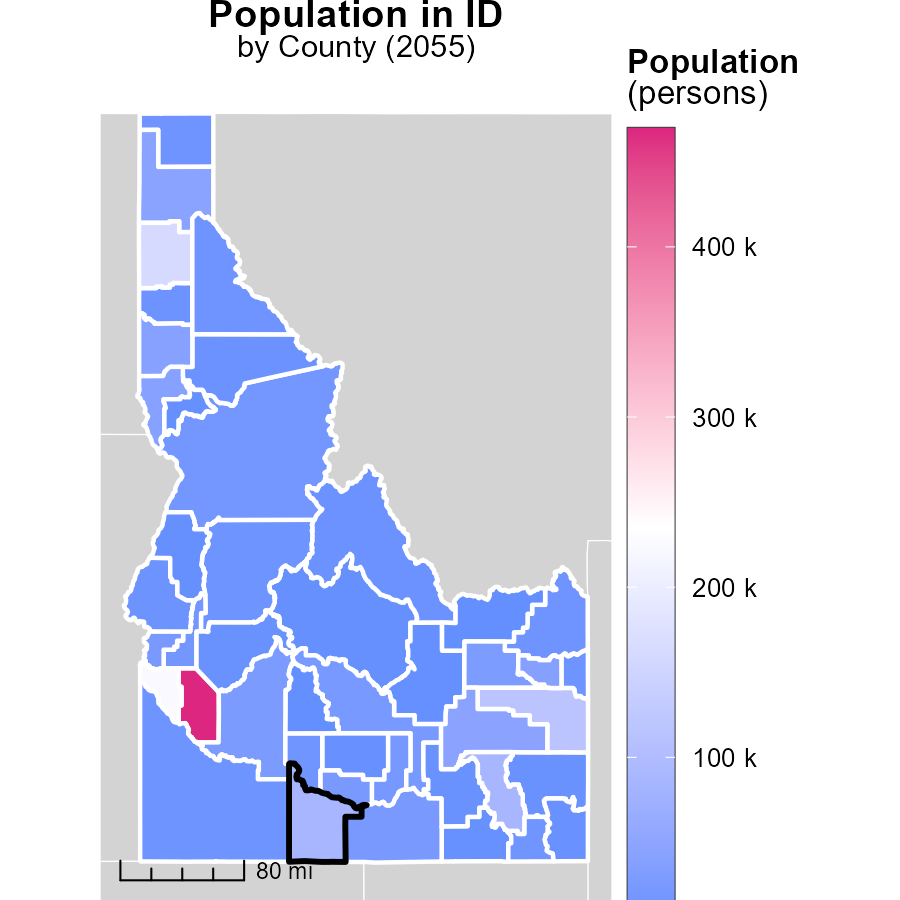 Population in ID
by County (2055)
Population
(persons)
400 k
300 k
200 k
100 k
80 mi